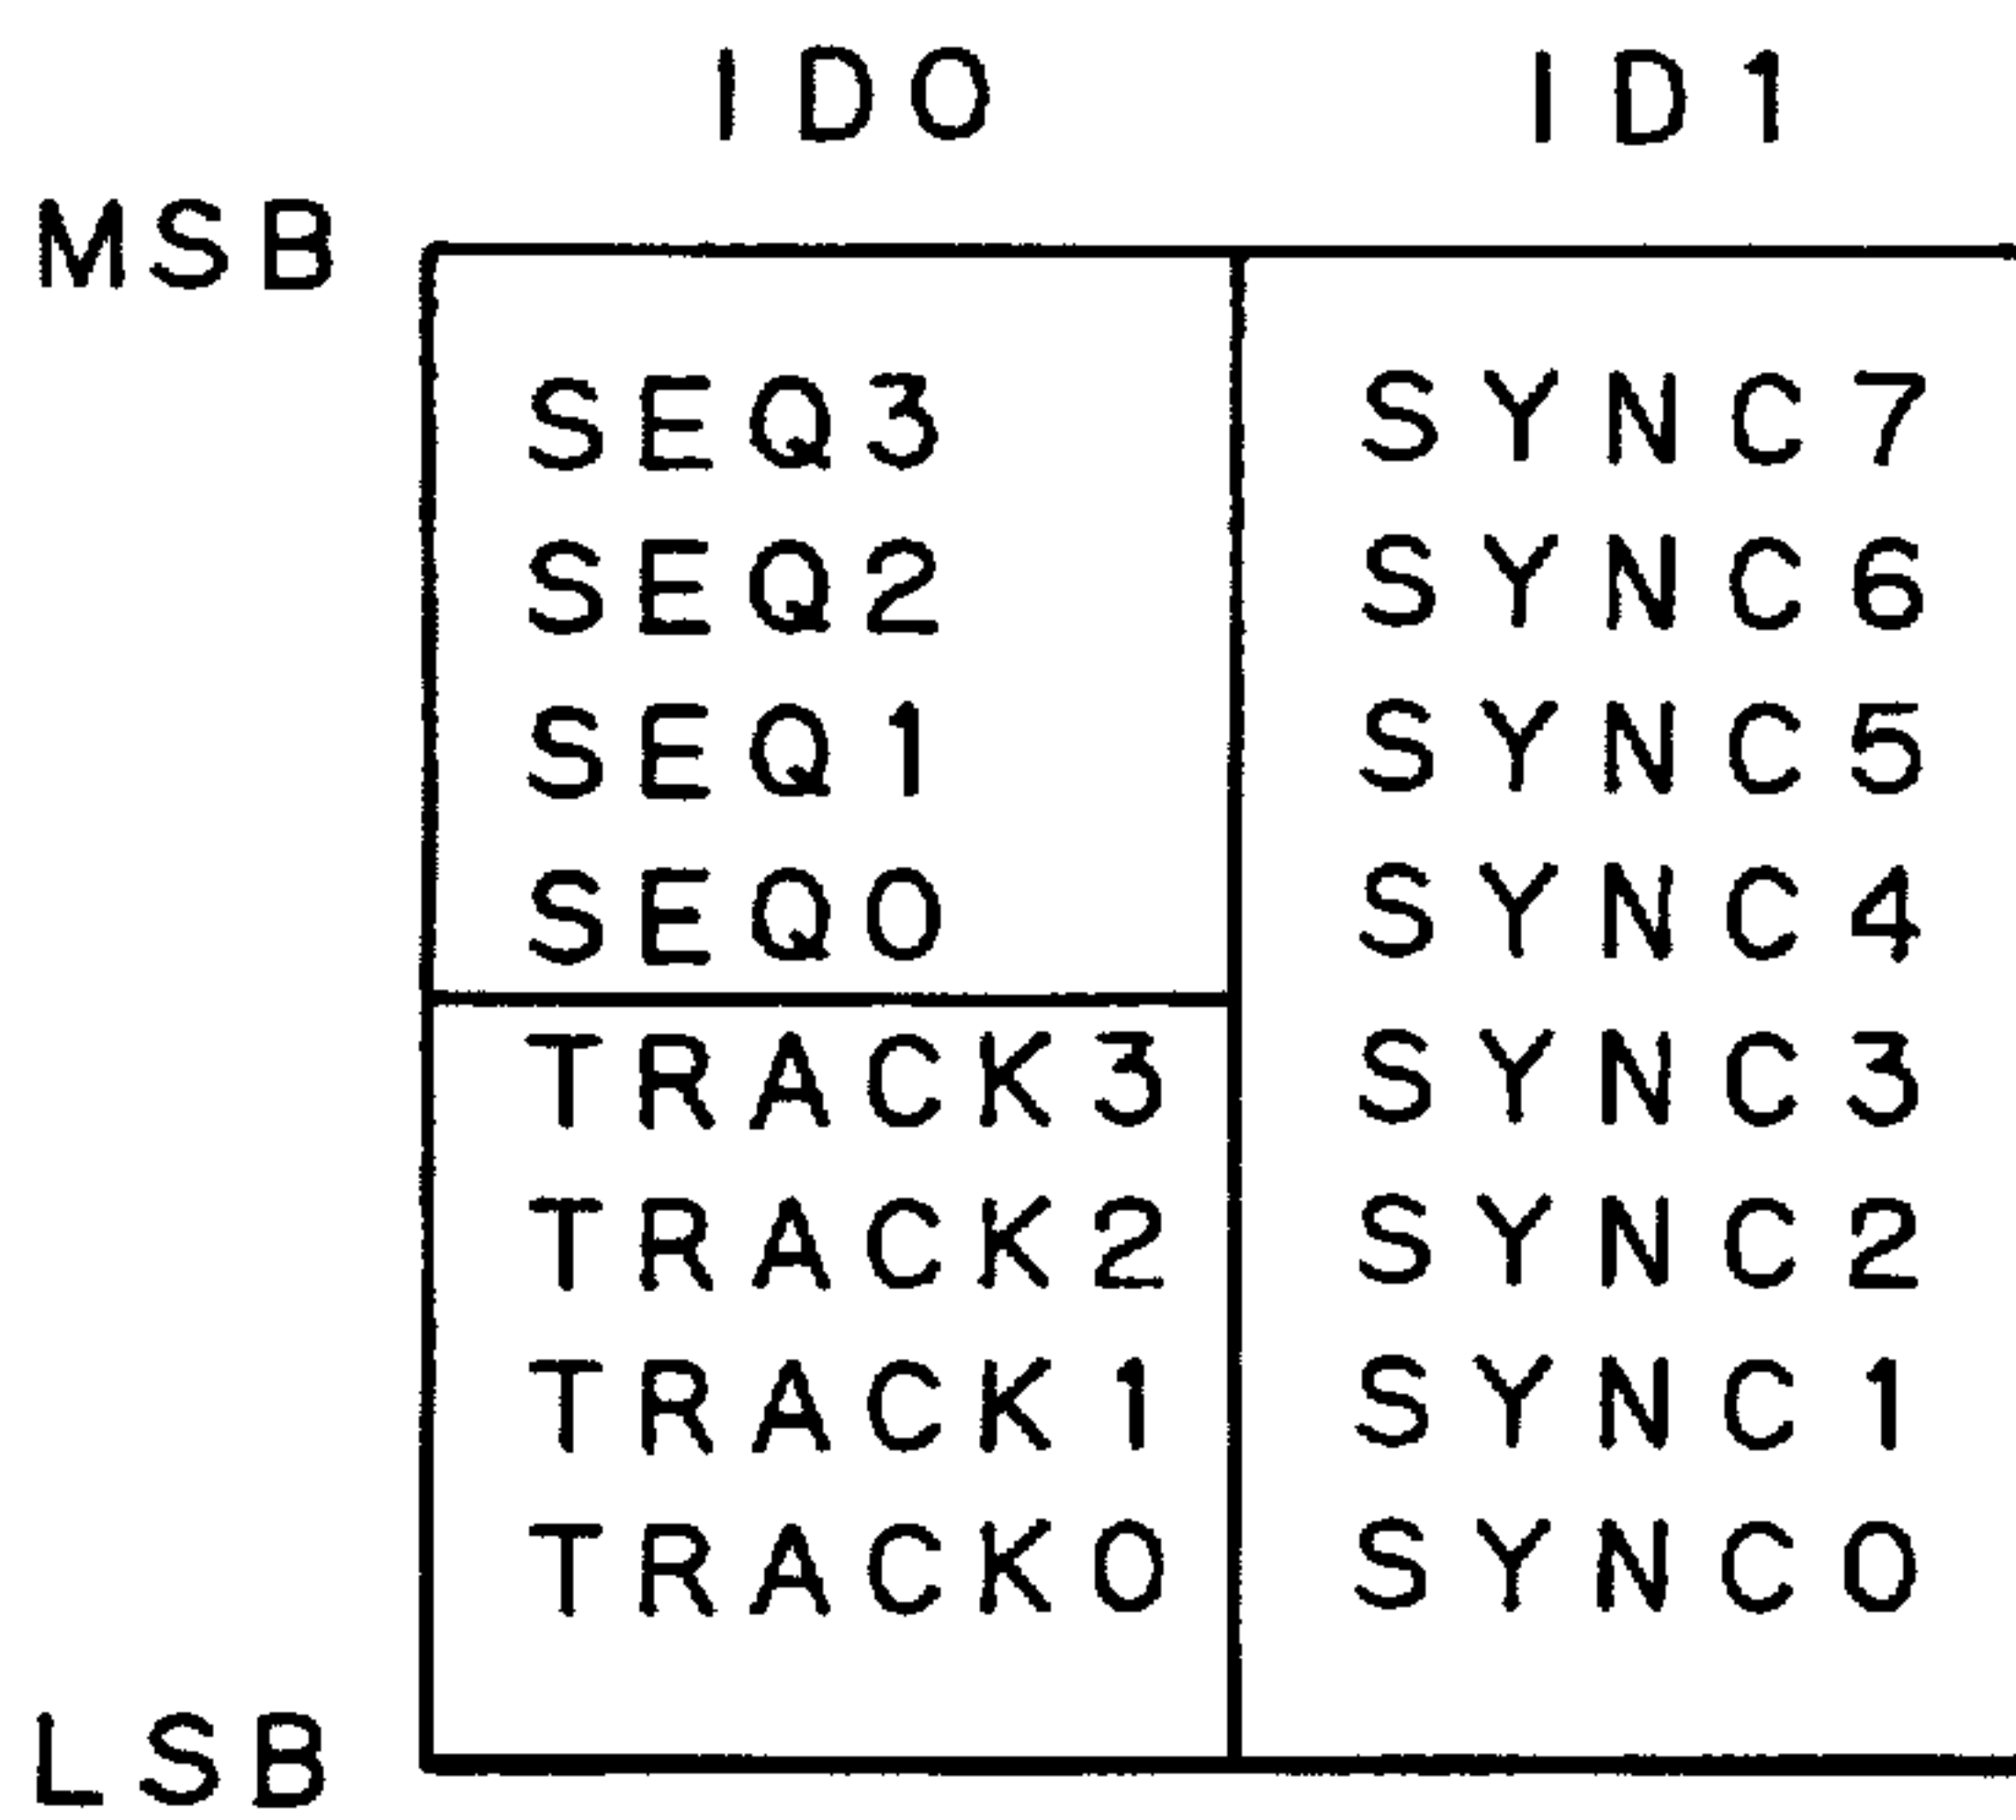 ID0 ID1
MSB
SEQ3 SYNC7
SEQ2 SYNC6
SEQ1 SYNC5
SEQ0 SYNC4
TRACK3 SYNC3
TRACK2 SYNC2
TRACK1 SYNC1
TRACK0 SYNC0
LSB